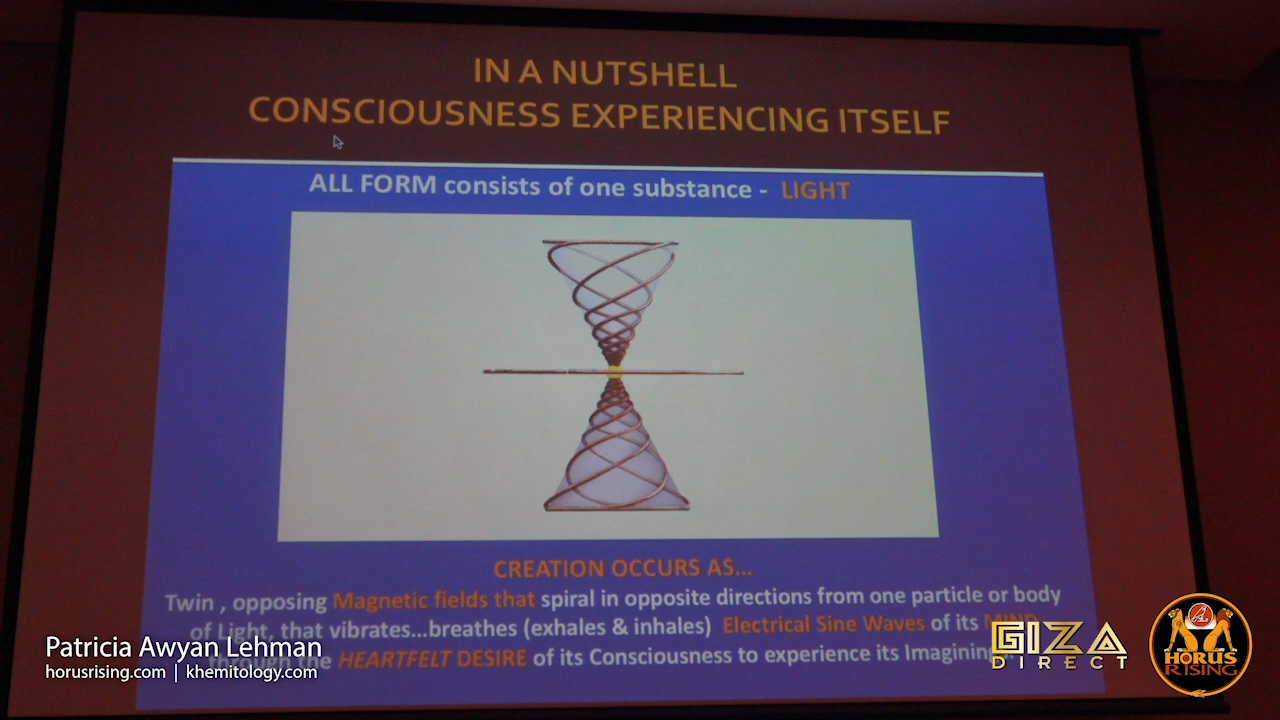 IN A NUTSHELL
CONSCIOUSNESS EXPERIENCING ITSELF
ALL FORM consists of one substance - LIGHT
CREATION OCCURS AS...
Twin , opposing Magnetic fields that spiral in opposite directions from one particle or body
of Light, that vibrates...breathes (exhales & inhales) Electrical Sine Waves of its MIND
through the HEARTFELT DESIRE of its Consciousness to experience its
Patricia Awyan Lehman
horusrising.com | khemitology.com
GIZA
DIRECT
HORUS
RISING